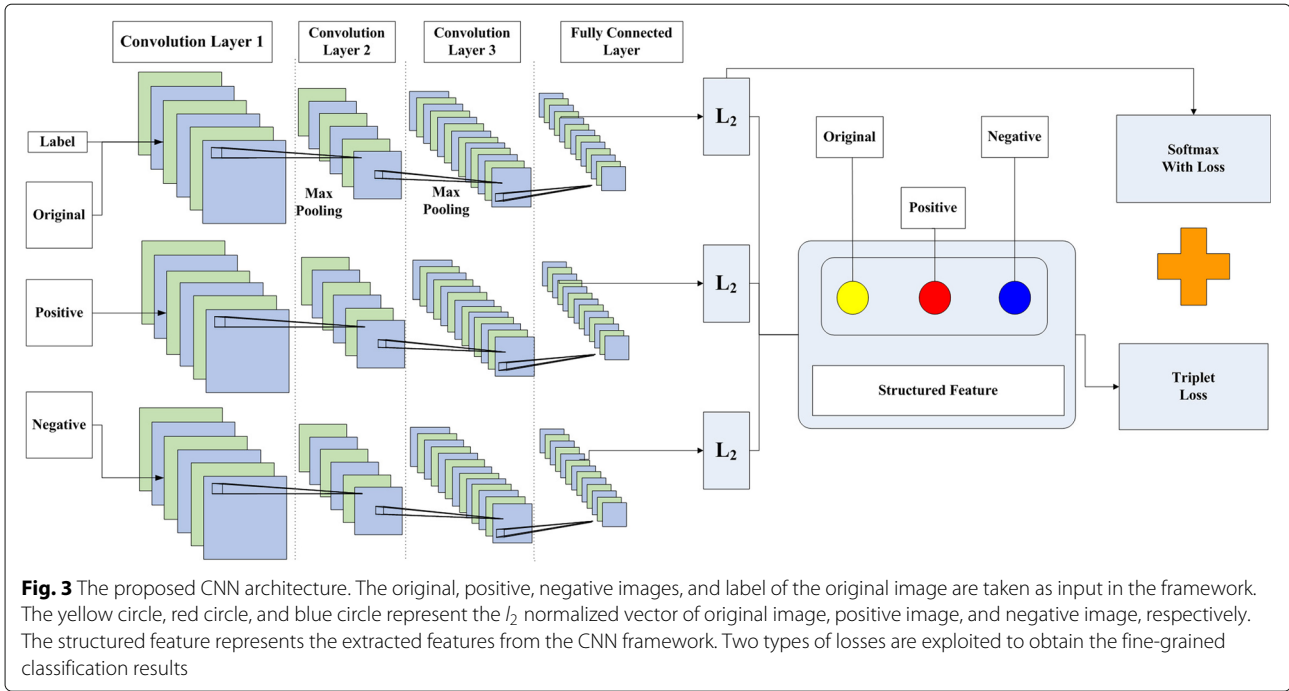 Convolution Layer 1
Convolution
Layer 2
Convolution
Layer 3
Fully Connected
Layer
Label
Original
Positive
Negative
Max
Pooling
Max
Pooling
L₂
L₂
L₂
Original
Positive
Negative
Structured Feature
Softmax
With Loss
Triplet
Loss
Fig. 3 The proposed CNN architecture. The original, positive, negative images, and label of the original image are taken as input in the framework.
The yellow circle, red circle, and blue circle represent the l₂ normalized vector of original image, positive image, and negative image, respectively.
The structured feature represents the extracted features from the CNN framework. Two types of losses are exploited to obtain the fine-grained
classification results